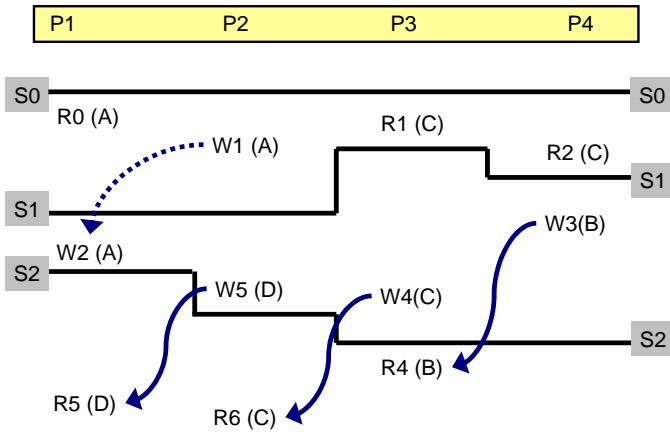 P1 P2 P3 P4
S0 S0
R0 (A)
W1 (A) R1 (C) R2 (C)
S1 S1
W2 (A) W3(B)
S2
W5 (D) W4(C)
S2
R4 (B)
R5 (D) R6 (C)